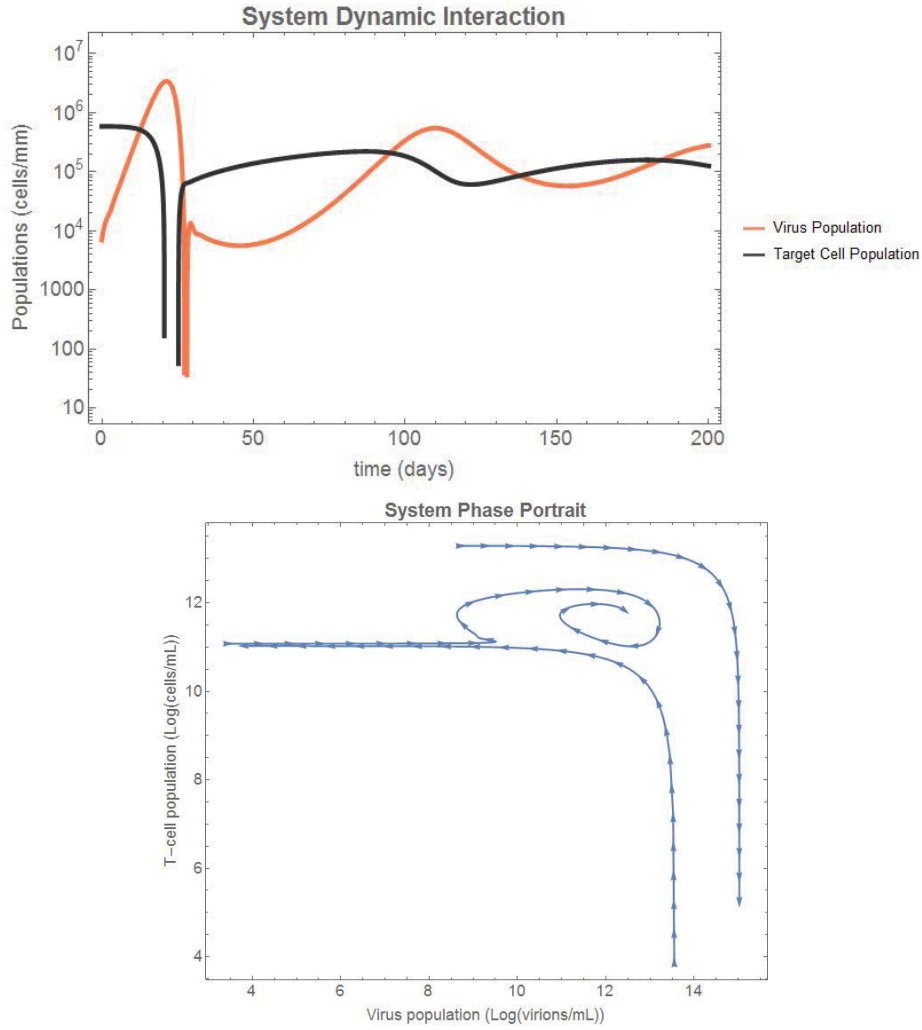 System Dynamic Interaction
Populations (cells/mm)
10^7
10^6
10^5
10^4
1000
100
10
0
50
100
150
200
time (days)
Virus Population
Target Cell Population
System Phase Portrait
T-cell population (Log(cells/mL))
12
10
8
6
4
4
6
8
10
12
14
Virus population (Log(virions/mL))